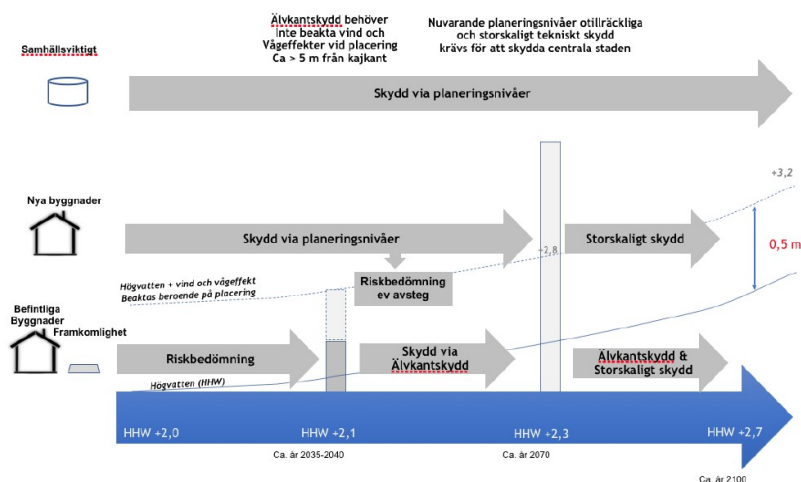 Älvkantskydd behöver
Inte beakta vind och
Vågeffekter vid placering
Ca > 5 m från kajkant
Nuvarande planeringsnivåer otillräckliga
och storskaligt tekniskt skydd
krävs för att skydda centrala staden
Samhällsviktigt
Skydd via planeringsnivåer
+3,2
Nya byggnader
Skydd via planeringsnivåer
+2,8
Storskaligt skydd
0,5 m
Högvatten + vind och vågeffekt
Beaktas beroende på placering
Riskbedömning
ev avsteg
Befintliga
Byggnader
Framkomlighet
Riskbedömning
Skydd via
Älvkantskydd
Älvkantskydd &
Storskaligt skydd
Högvatten (HHW)
HHW +2,0
HHW +2,1
HHW +2,3
HHW +2,7
Ca. år 2035-2040
Ca. år 2070
Ca. år 2100